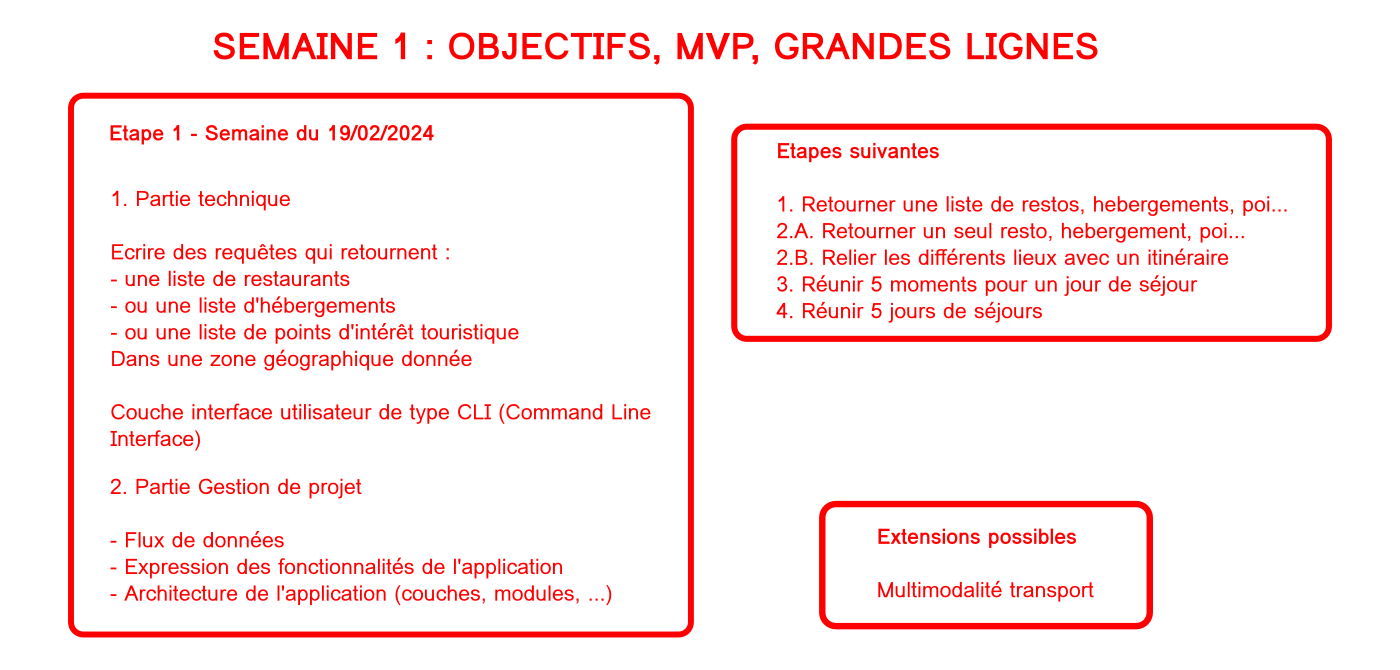 SEMAINE 1 : OBJECTIFS, MVP, GRANDES LIGNES
Etape 1 - Semaine du 19/02/2024
1. Partie technique
Ecrire des requêtes qui retournent :
- une liste de restaurants
- ou une liste d'hébergements
- ou une liste de points d'intérêt touristique
Dans une zone géographique donnée
Couche interface utilisateur de type CLI (Command Line
Interface)
2. Partie Gestion de projet
- Flux de données
- Expression des fonctionnalités de l'application
- Architecture de l'application (couches, modules, ...)
Etapes suivantes
1. Retourner une liste de restos, hebergements, poi...
2.A. Retourner un seul resto, hebergement, poi...
2.B. Relier les différents lieux avec un itinéraire
3. Réunir 5 moments pour un jour de séjour
4. Réunir 5 jours de séjours
Extensions possibles
Multimodalité transport